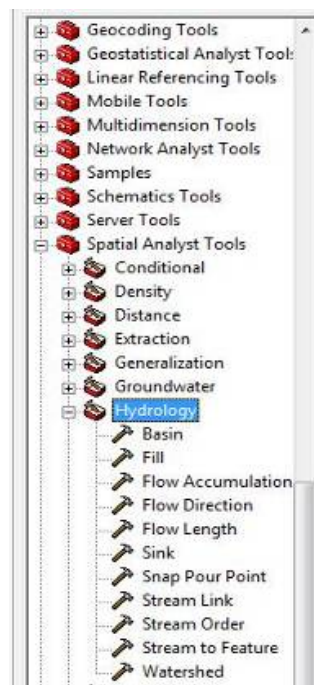 Geocoding Tools
Geostatistical Analyst Tools
Linear Referencing Tools
Mobile Tools
Multidimension Tools
Network Analyst Tools
Samples
Schematics Tools
Server Tools
Spatial Analyst Tools
Conditional
Density
Distance
Extraction
Generalization
Groundwater
Hydrology
Basin
Fill
Flow Accumulation
Flow Direction
Flow Length
Sink
Snap Pour Point
Stream Link
Stream Order
Stream to Feature
Watershed